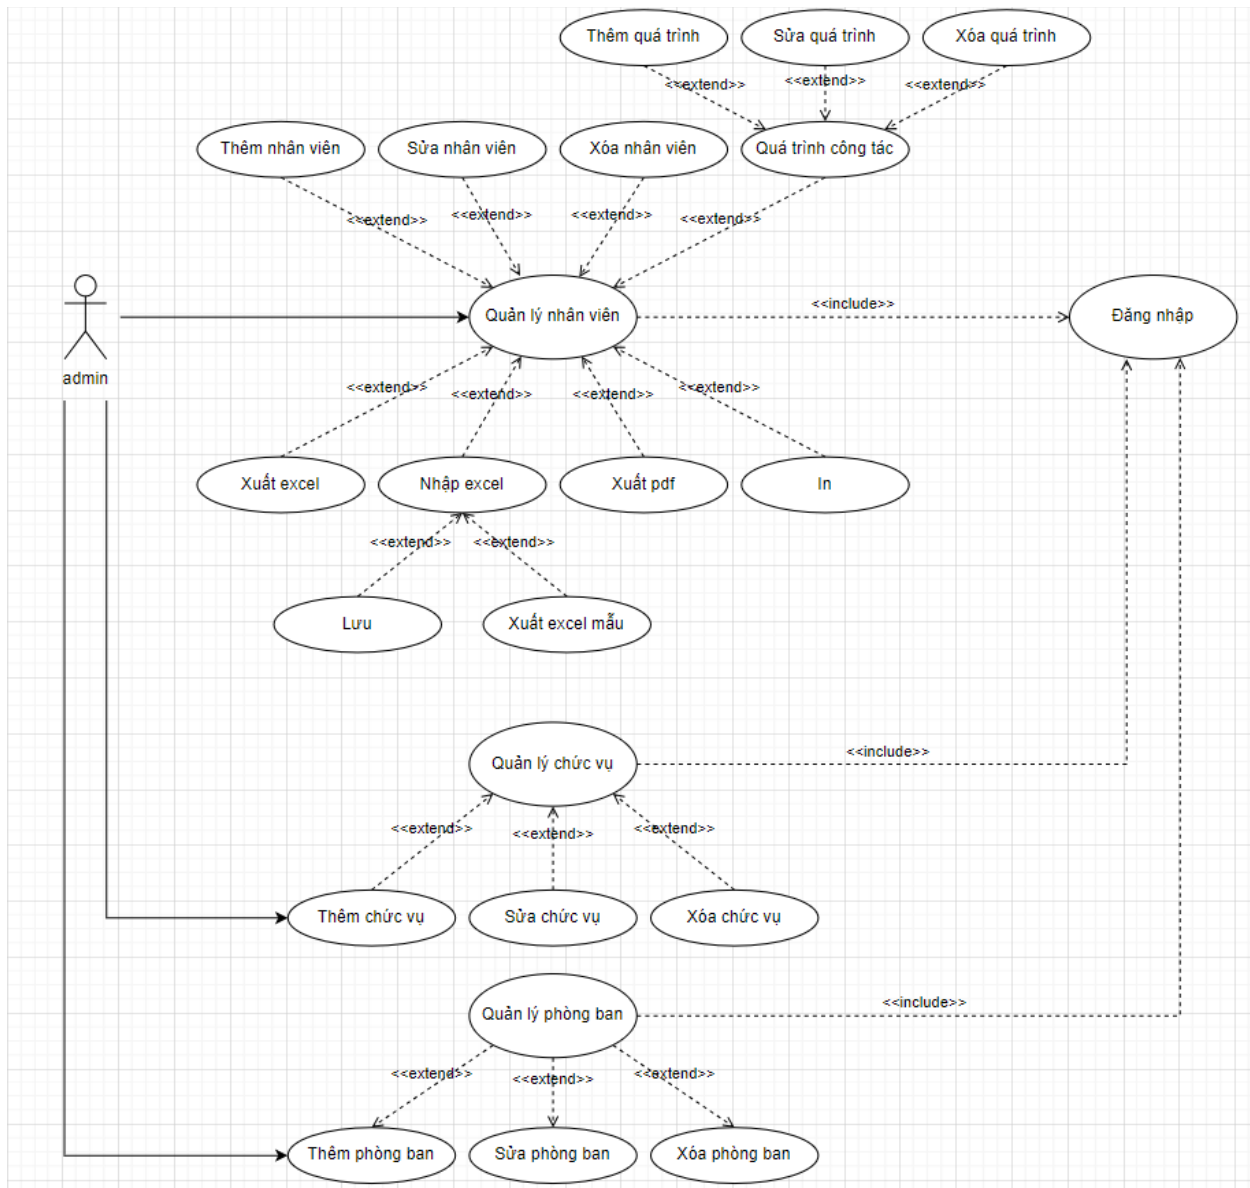 Thêm quá trình
Sửa quá trình
Xóa quá trình
<<extend>>
<<extend>>
<<extend>>
Thêm nhân viên
Sửa nhân viên
Xóa nhân viên
Quá trình công tác
<<extend>>
<<extend>>
<<extend>>
<<extend>>
Quản lý nhân viên
<<include>>
Đăng nhập
admin
<<extend>>
<<extend>>
<<extend>>
<<extend>>
Xuất excel
Nhập excel
Xuất pdf
In
<<extend>>
<<extend>>
Lưu
Xuất excel mẫu
Quản lý chức vụ
<<include>>
<<extend>>
<<extend>>
<<extend>>
Thêm chức vụ
Sửa chức vụ
Xóa chức vụ
Quản lý phòng ban
<<include>>
<<extend>>
<<extend>>
<<extend>>
Thêm phòng ban
Sửa phòng ban
Xóa phòng ban